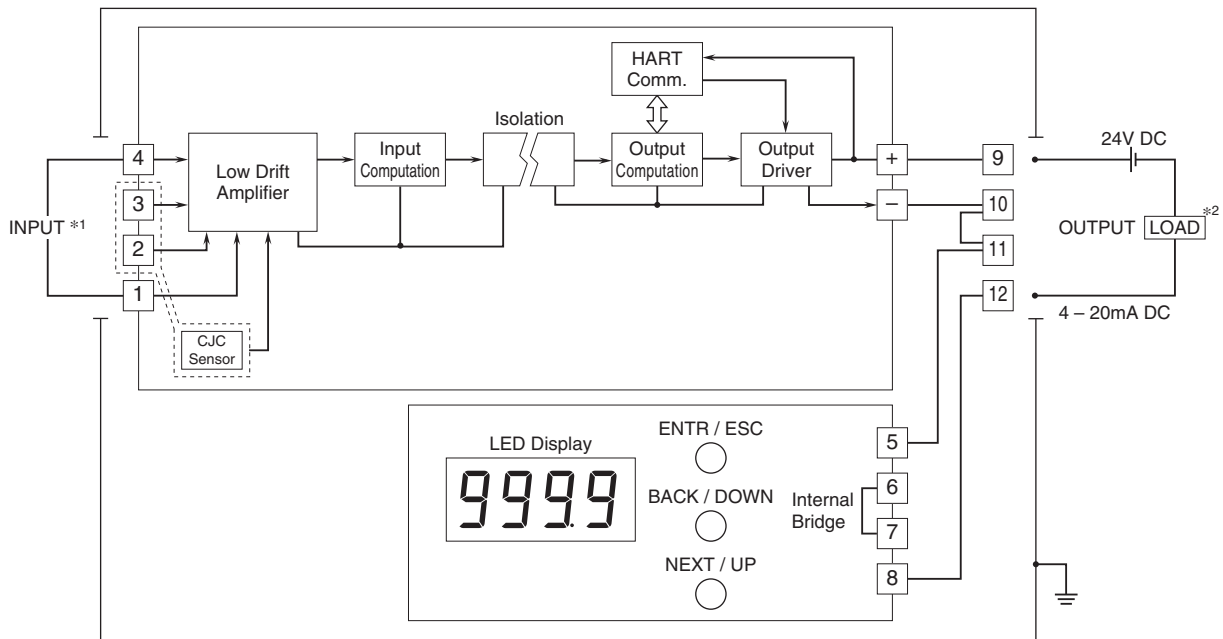 HART
Comm.
Isolation
Low Drift
Amplifier
Input
Computation
Output
Computation
Output
Driver
+
−
4
3
2
1
INPUT *1
CJC
Sensor
9
10
11
12
24V DC
OUTPUT
LOAD
*2
4 – 20mA DC
LED Display
999.9
ENTR / ESC
BACK / DOWN
NEXT / UP
Internal
Bridge
5
6
7
8